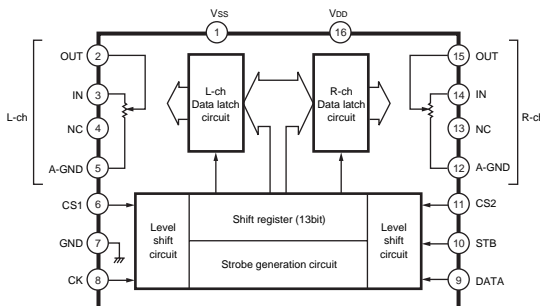 VSS
VDD
1
16
OUT
2
15
OUT
IN
3
14
IN
L-ch
NC
4
13
NC
R-ch
A-GND
5
12
A-GND
L-ch
Data latch
circuit
R-ch
Data latch
circuit
CS1
6
11
CS2
GND
7
10
STB
CK
8
9
DATA
Level
shift
circuit
Shift register (13bit)
Strobe generation circuit
Level
shift
circuit